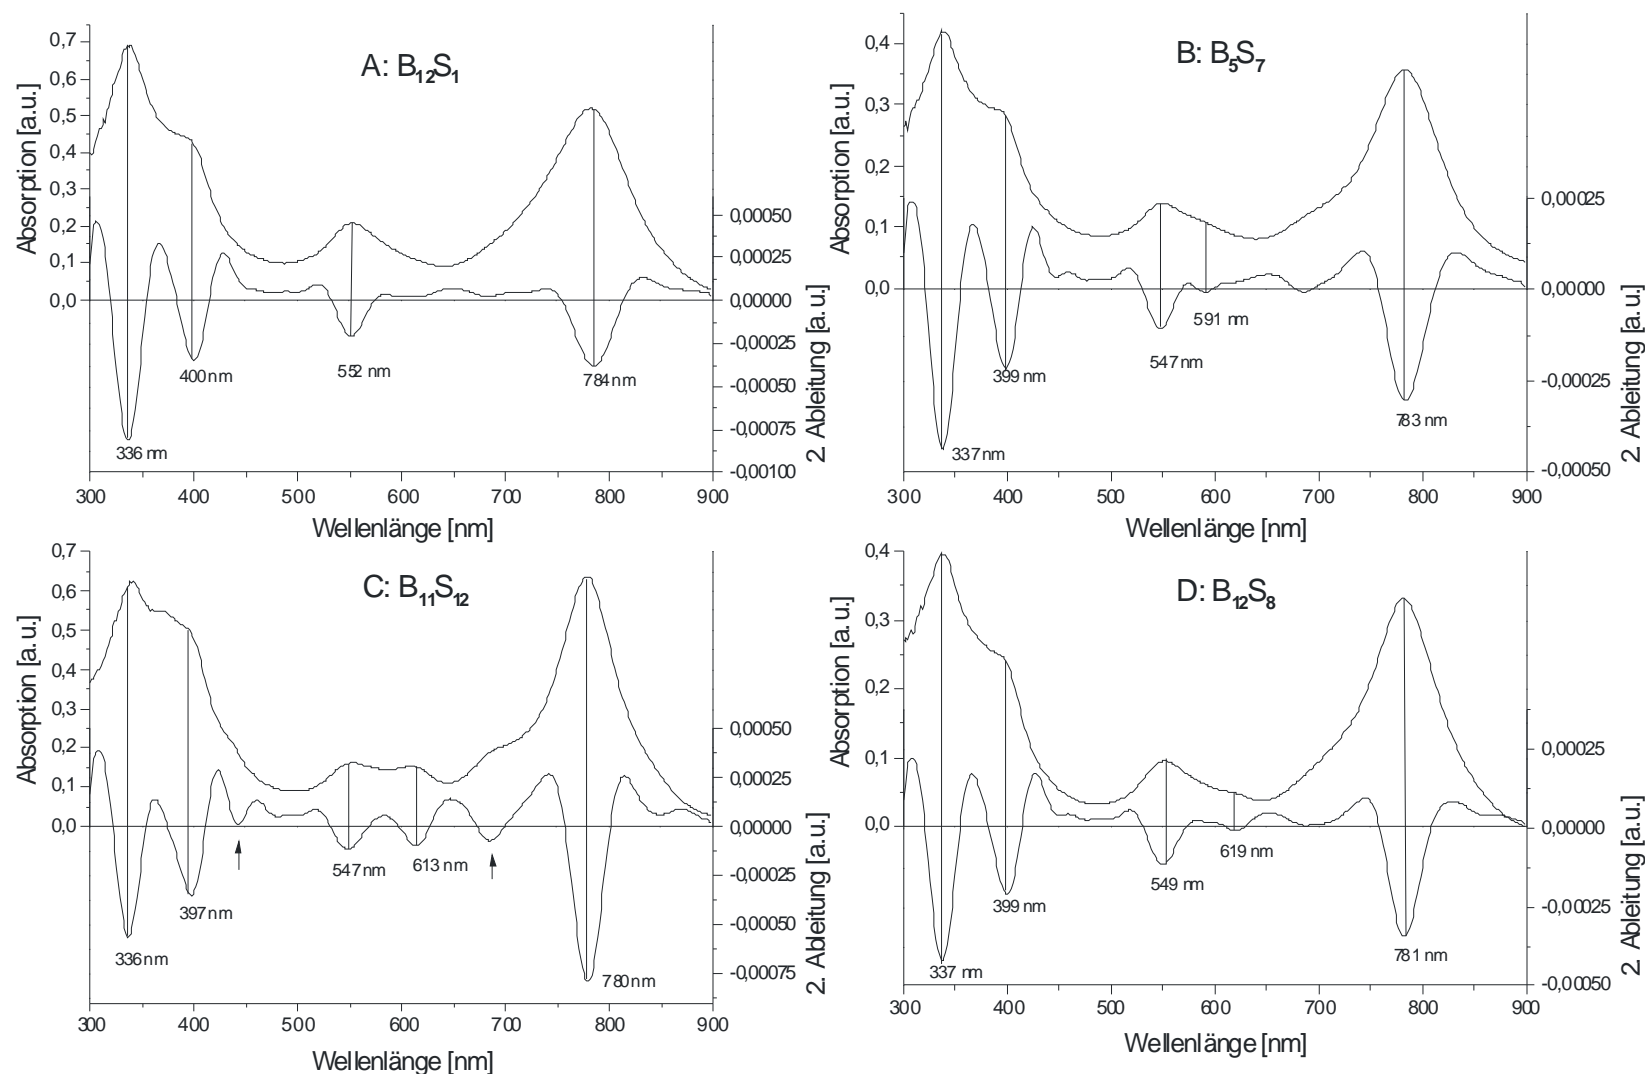 A: B12S1
Absorption [a.u.]
0,7
0,6
0,5
0,4
0,3
0,2
0,1
0,0
0,00050
0,00025
0,00000
-0,00025
-0,00050
-0,00075
-0,00100
2. Ableitung [a.u.]
336 nm
400 nm
552 nm
784 nm
300 400 500 600 700 800 900
Wellenlänge [nm]
B: B5S7
Absorption [a.u.]
0,4
0,3
0,2
0,1
0,0
0,00025
0,00000
-0,00025
-0,00050
2. Ableitung [a.u.]
337 nm
399 nm
547 nm
591 nm
783 nm
300 400 500 600 700 800 900
Wellenlänge [nm]
C: B11S12
Absorption [a.u.]
0,7
0,6
0,5
0,4
0,3
0,2
0,1
0,0
0,00050
0,00025
0,00000
-0,00025
-0,00050
-0,00075
2. Ableitung [a.u.]
336 nm
397 nm
547 nm
613 nm
780 nm
300 400 500 600 700 800 900
Wellenlänge [nm]
D: B12S8
Absorption [a.u.]
0,4
0,3
0,2
0,1
0,0
0,00025
0,00000
-0,00025
-0,00050
2. Ableitung [a.u.]
337 nm
399 nm
549 nm
619 nm
781 nm
300 400 500 600 700 800 900
Wellenlänge [nm]